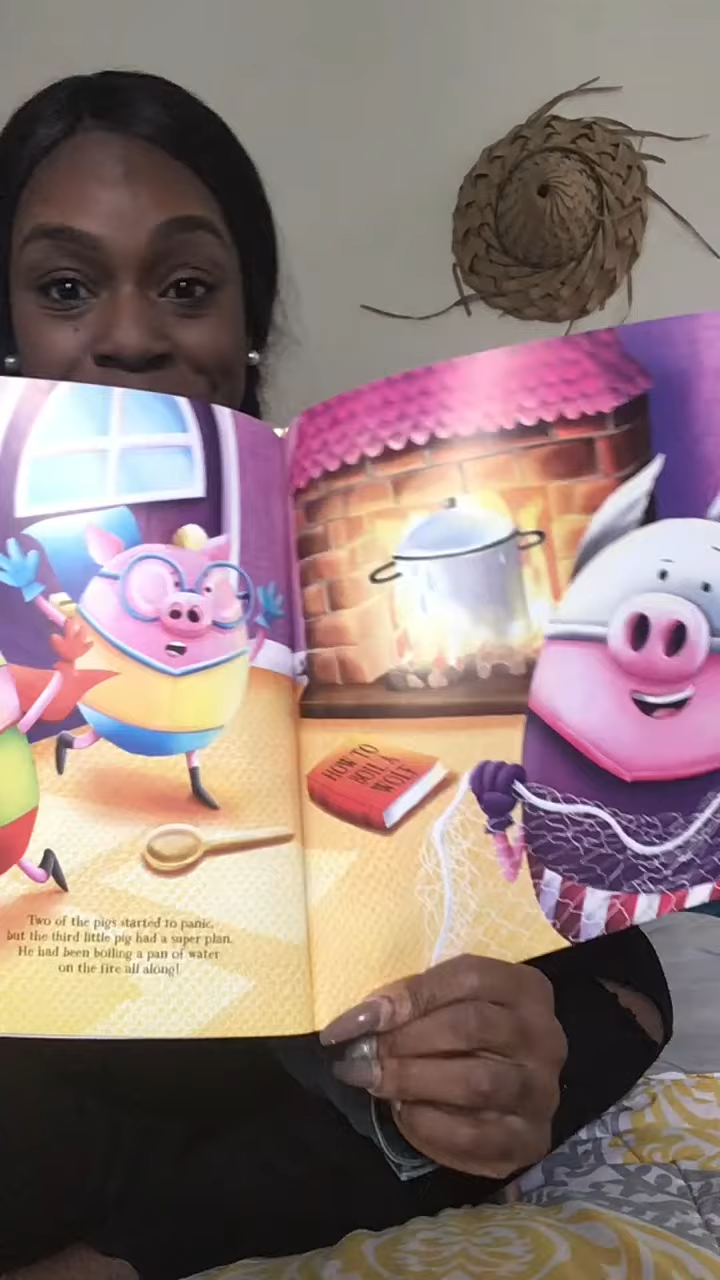 Two of the pigs started to panic,
but the third little pig had a super plan.
He had been boiling a pan of water
on the fire all along!
HOW TO
BOIL A
WOLF